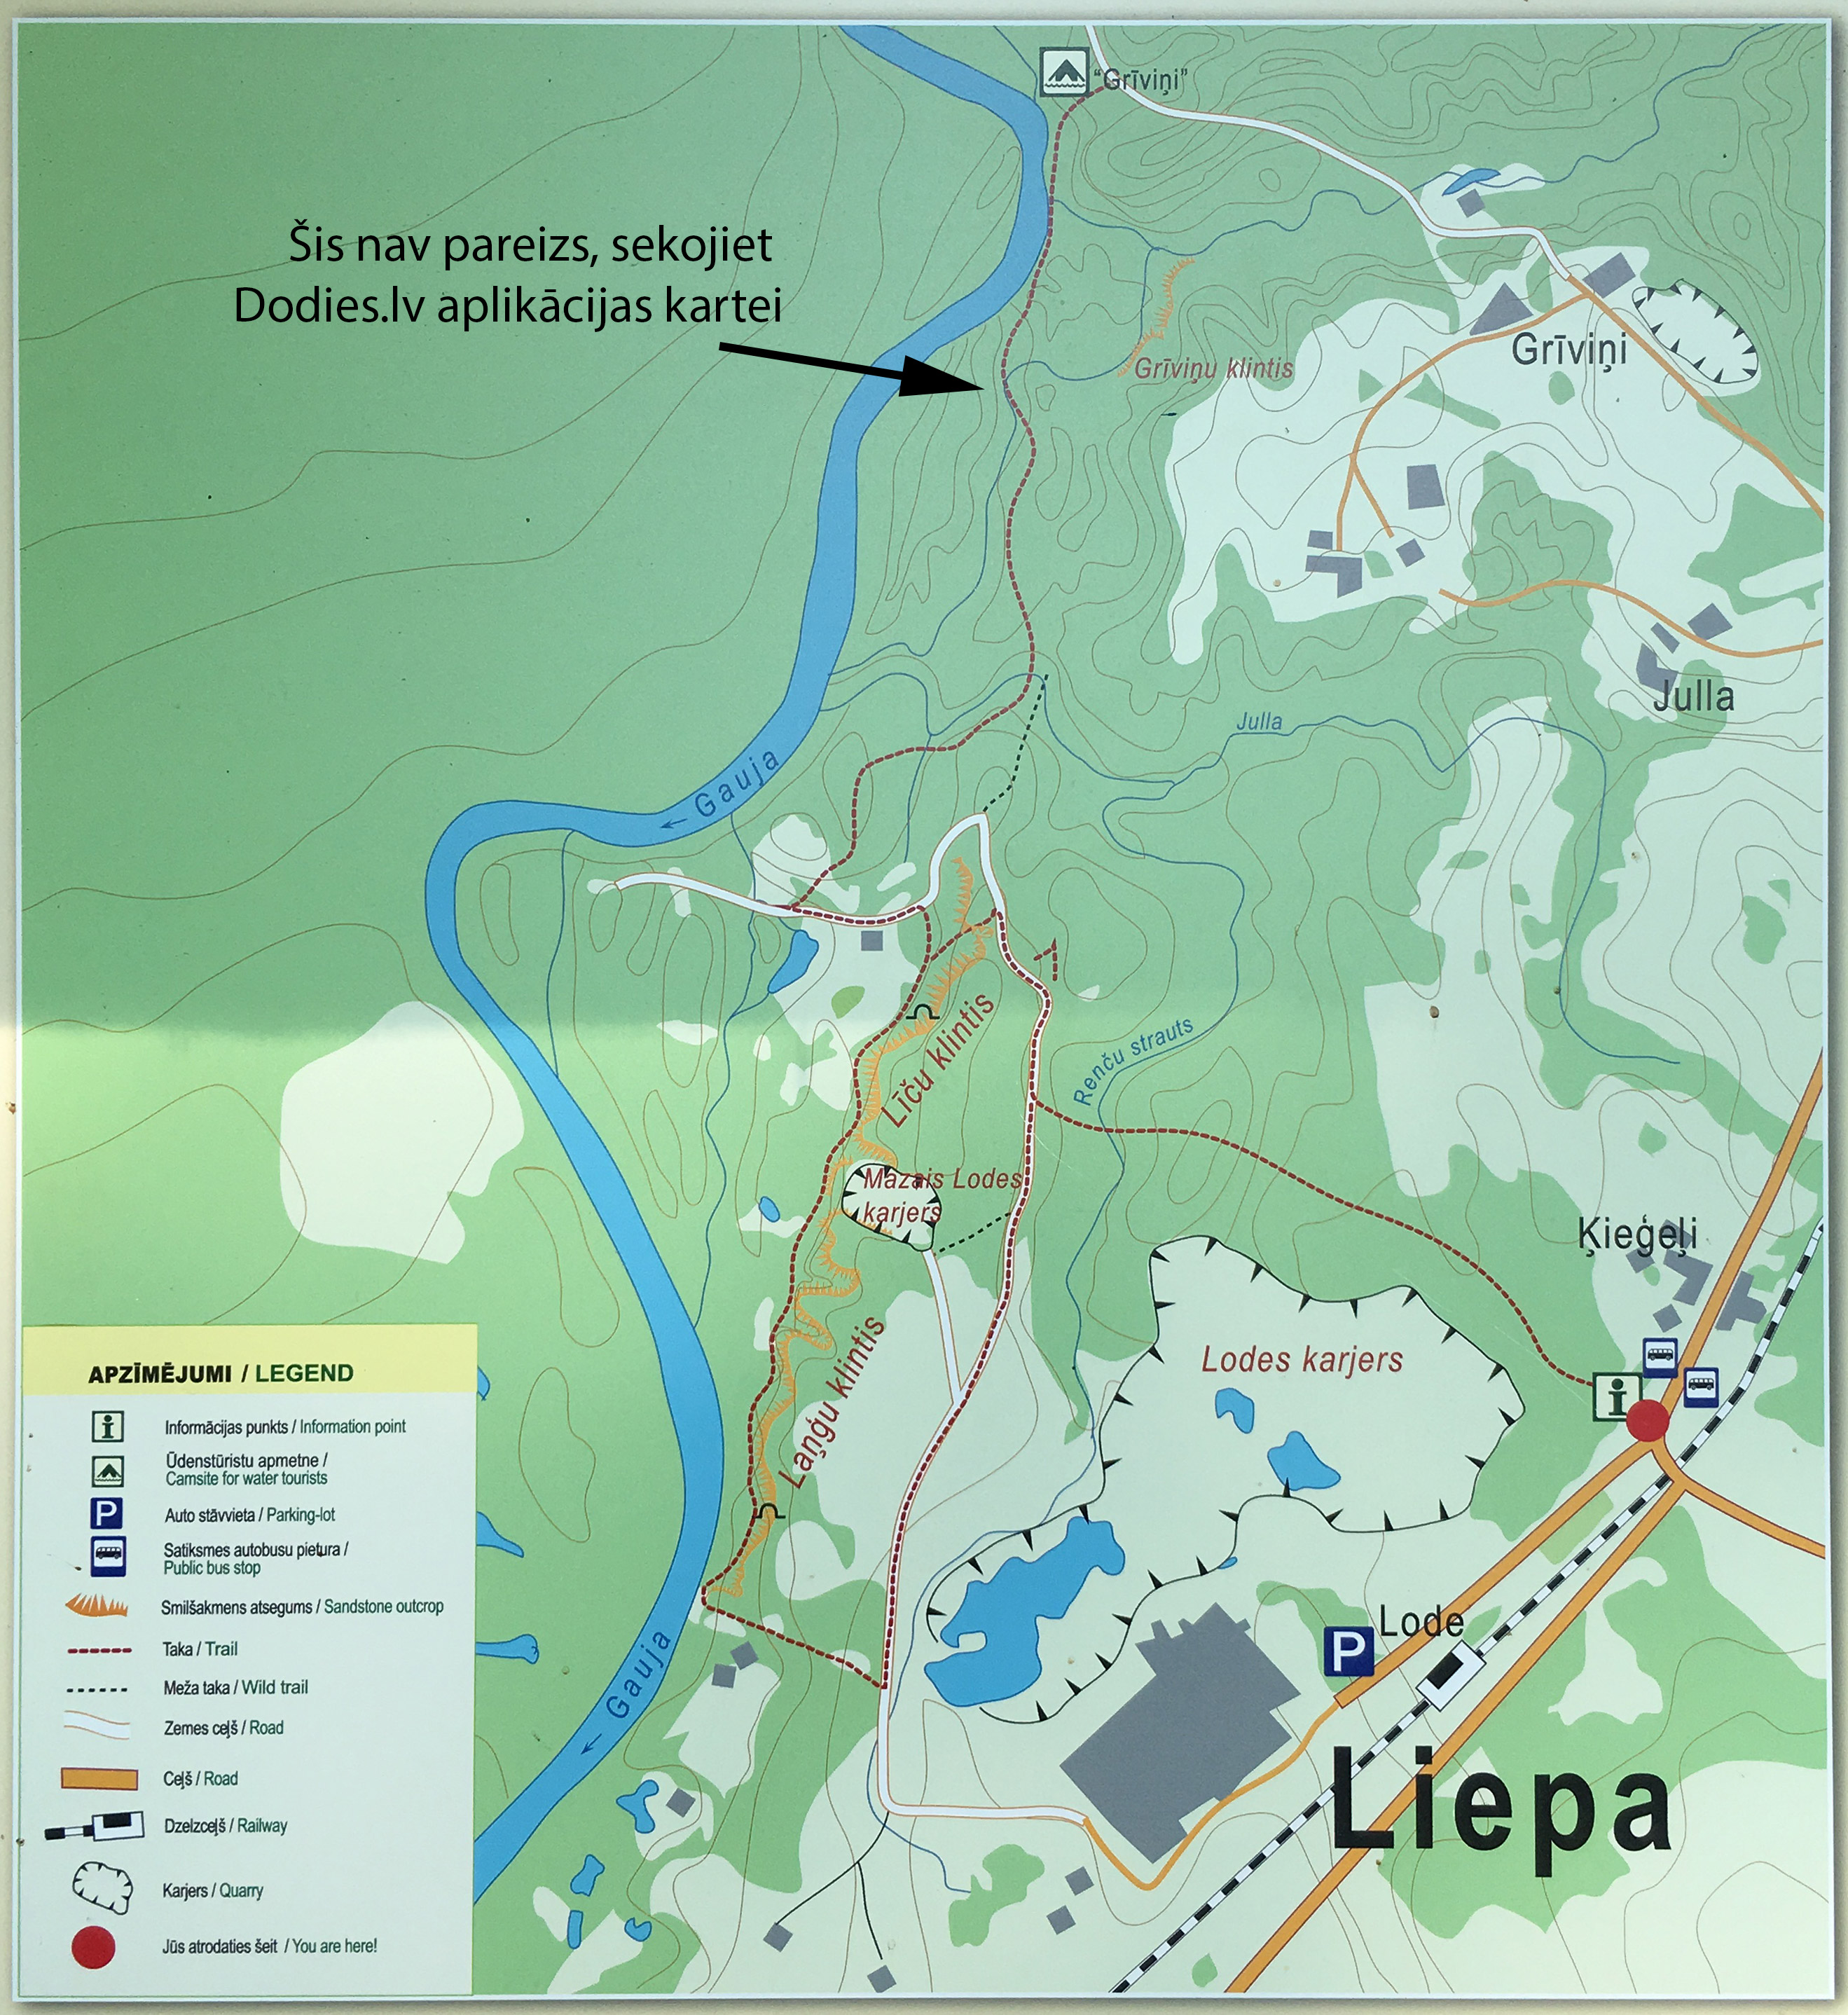 "Grīviņi"
Šis nav pareizs, sekojiet
Dodies.lv aplikācijas kartei
Grīviņi
Grīviņu klintis
Julla
Julla
Gauja
Līču klintis
Renču strauts
Mazais Lodes
karjers
Ķieģeļi
Laņģu klintis
Lodes karjers
Lode
P
Liepa
Gauja
APZĪMĒJUMI / LEGEND
Informācijas punkts / Information point
Ūdenstūristu apmetne /
Camsite for water tourists
P Auto stāvvieta / Parking-lot
Satiksmes autobusu pietura /
Public bus stop
Smilšakmens atsegums / Sandstone outcrop
Taka / Trail
Meža taka / Wild trail
Zemes ceļš / Road
Ceļš / Road
Dzelzceļš / Railway
Karjers / Quarry
Jūs atrodaties šeit / You are here!